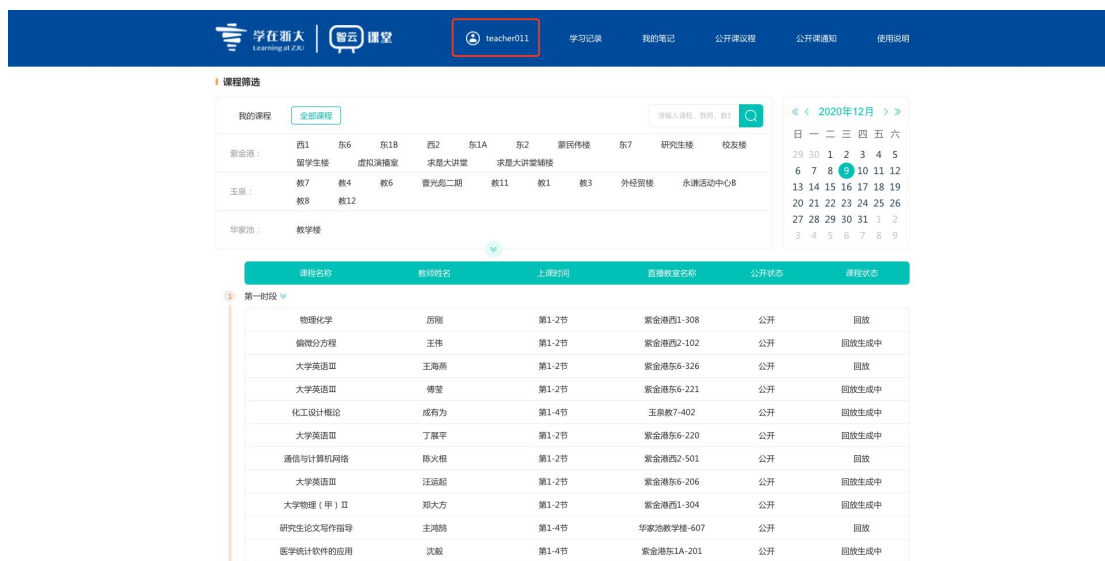 学在浙大 智云 课堂 teacher011 学习记录 我的笔记 公开课议程 公开课通知 使用说明
Learning at ZJU
课程筛选
我的课程 全部课程 请输入课程、教师、教
紫金港： 西1 东6 东1B 西2 东1A 东2 蒙民伟楼 东7 研究生楼 校友楼
留学生楼 虚拟演播室 求是大讲堂 求是大讲堂辅楼
玉泉： 教7 教4 教6 曹光彪二期 教11 教1 教3 外经贸楼 永谦活动中心B
教8 教12
华家池： 教学楼
2020年12月
日 一 二 三 四 五 六
29 30 1 2 3 4 5
6 7 8 9 10 11 12
13 14 15 16 17 18 19
20 21 22 23 24 25 26
27 28 29 30 31 1 2
3 4 5 6 7 8 9
课程名称 教师姓名 上课时间 直播教室名称 公开状态 课程状态
1 第一时段
物理化学 厉刚 第1-2节 紫金港西1-308 公开 回放
偏微分方程 王伟 第1-2节 紫金港西2-102 公开 回放生成中
大学英语Ⅲ 王海燕 第1-2节 紫金港东6-326 公开 回放
大学英语Ⅲ 傅莹 第1-2节 紫金港东6-221 公开 回放生成中
化工设计概论 成有为 第1-4节 玉泉教7-402 公开 回放生成中
大学英语Ⅲ 丁展平 第1-2节 紫金港东6-220 公开 回放生成中
通信与计算机网络 陈火根 第1-2节 紫金港西2-501 公开 回放
大学英语Ⅲ 汪运起 第1-2节 紫金港东6-206 公开 回放生成中
大学物理（甲）Ⅱ 郑大方 第1-2节 紫金港西1-304 公开 回放生成中
研究生论文写作指导 主鸿鹄 第1-4节 华家池教学楼-607 公开 回放
医学统计软件的应用 沈毅 第1-4节 紫金港东1A-201 公开 回放生成中